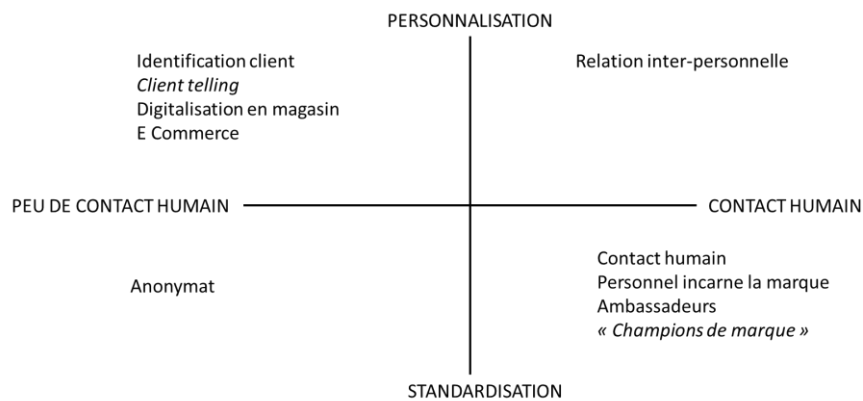 PERSONNALISATION
Identification client
Client telling
Digitalisation en magasin
E Commerce
Relation inter-personnelle
PEU DE CONTACT HUMAIN
CONTACT HUMAIN
Anonymat
Contact humain
Personnel incarne la marque
Ambassadeurs
« Champions de marque »
STANDARDISATION